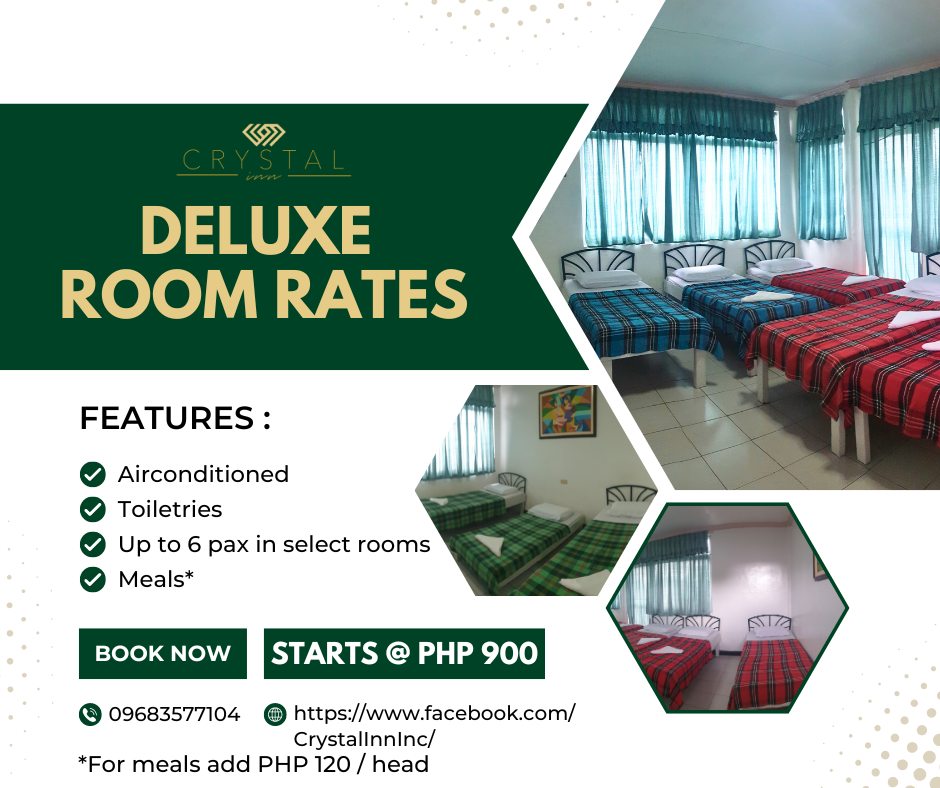 CRYSTAL
inn
DELUXE
ROOM RATES
FEATURES :
Airconditioned
Toiletries
Up to 6 pax in select rooms
Meals*
BOOK NOW
STARTS @ PHP 900
09683577104
https://www.facebook.com/
CrystalInnInc/
*For meals add PHP 120 / head